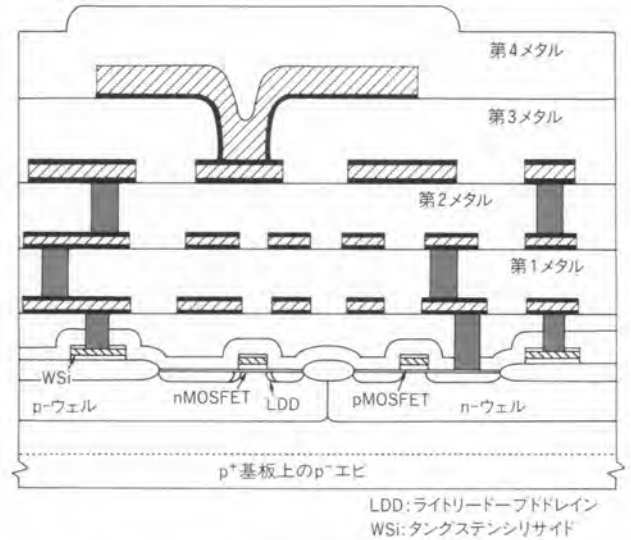 第4メタル
第3メタル
第2メタル
第1メタル
WSi
p-ウェル
nMOSFET
LDD
pMOSFET
n-ウェル
p⁺基板上のp⁻エピ
LDD:ライトリードープトドレイン
WSi:タングステンシリサイド